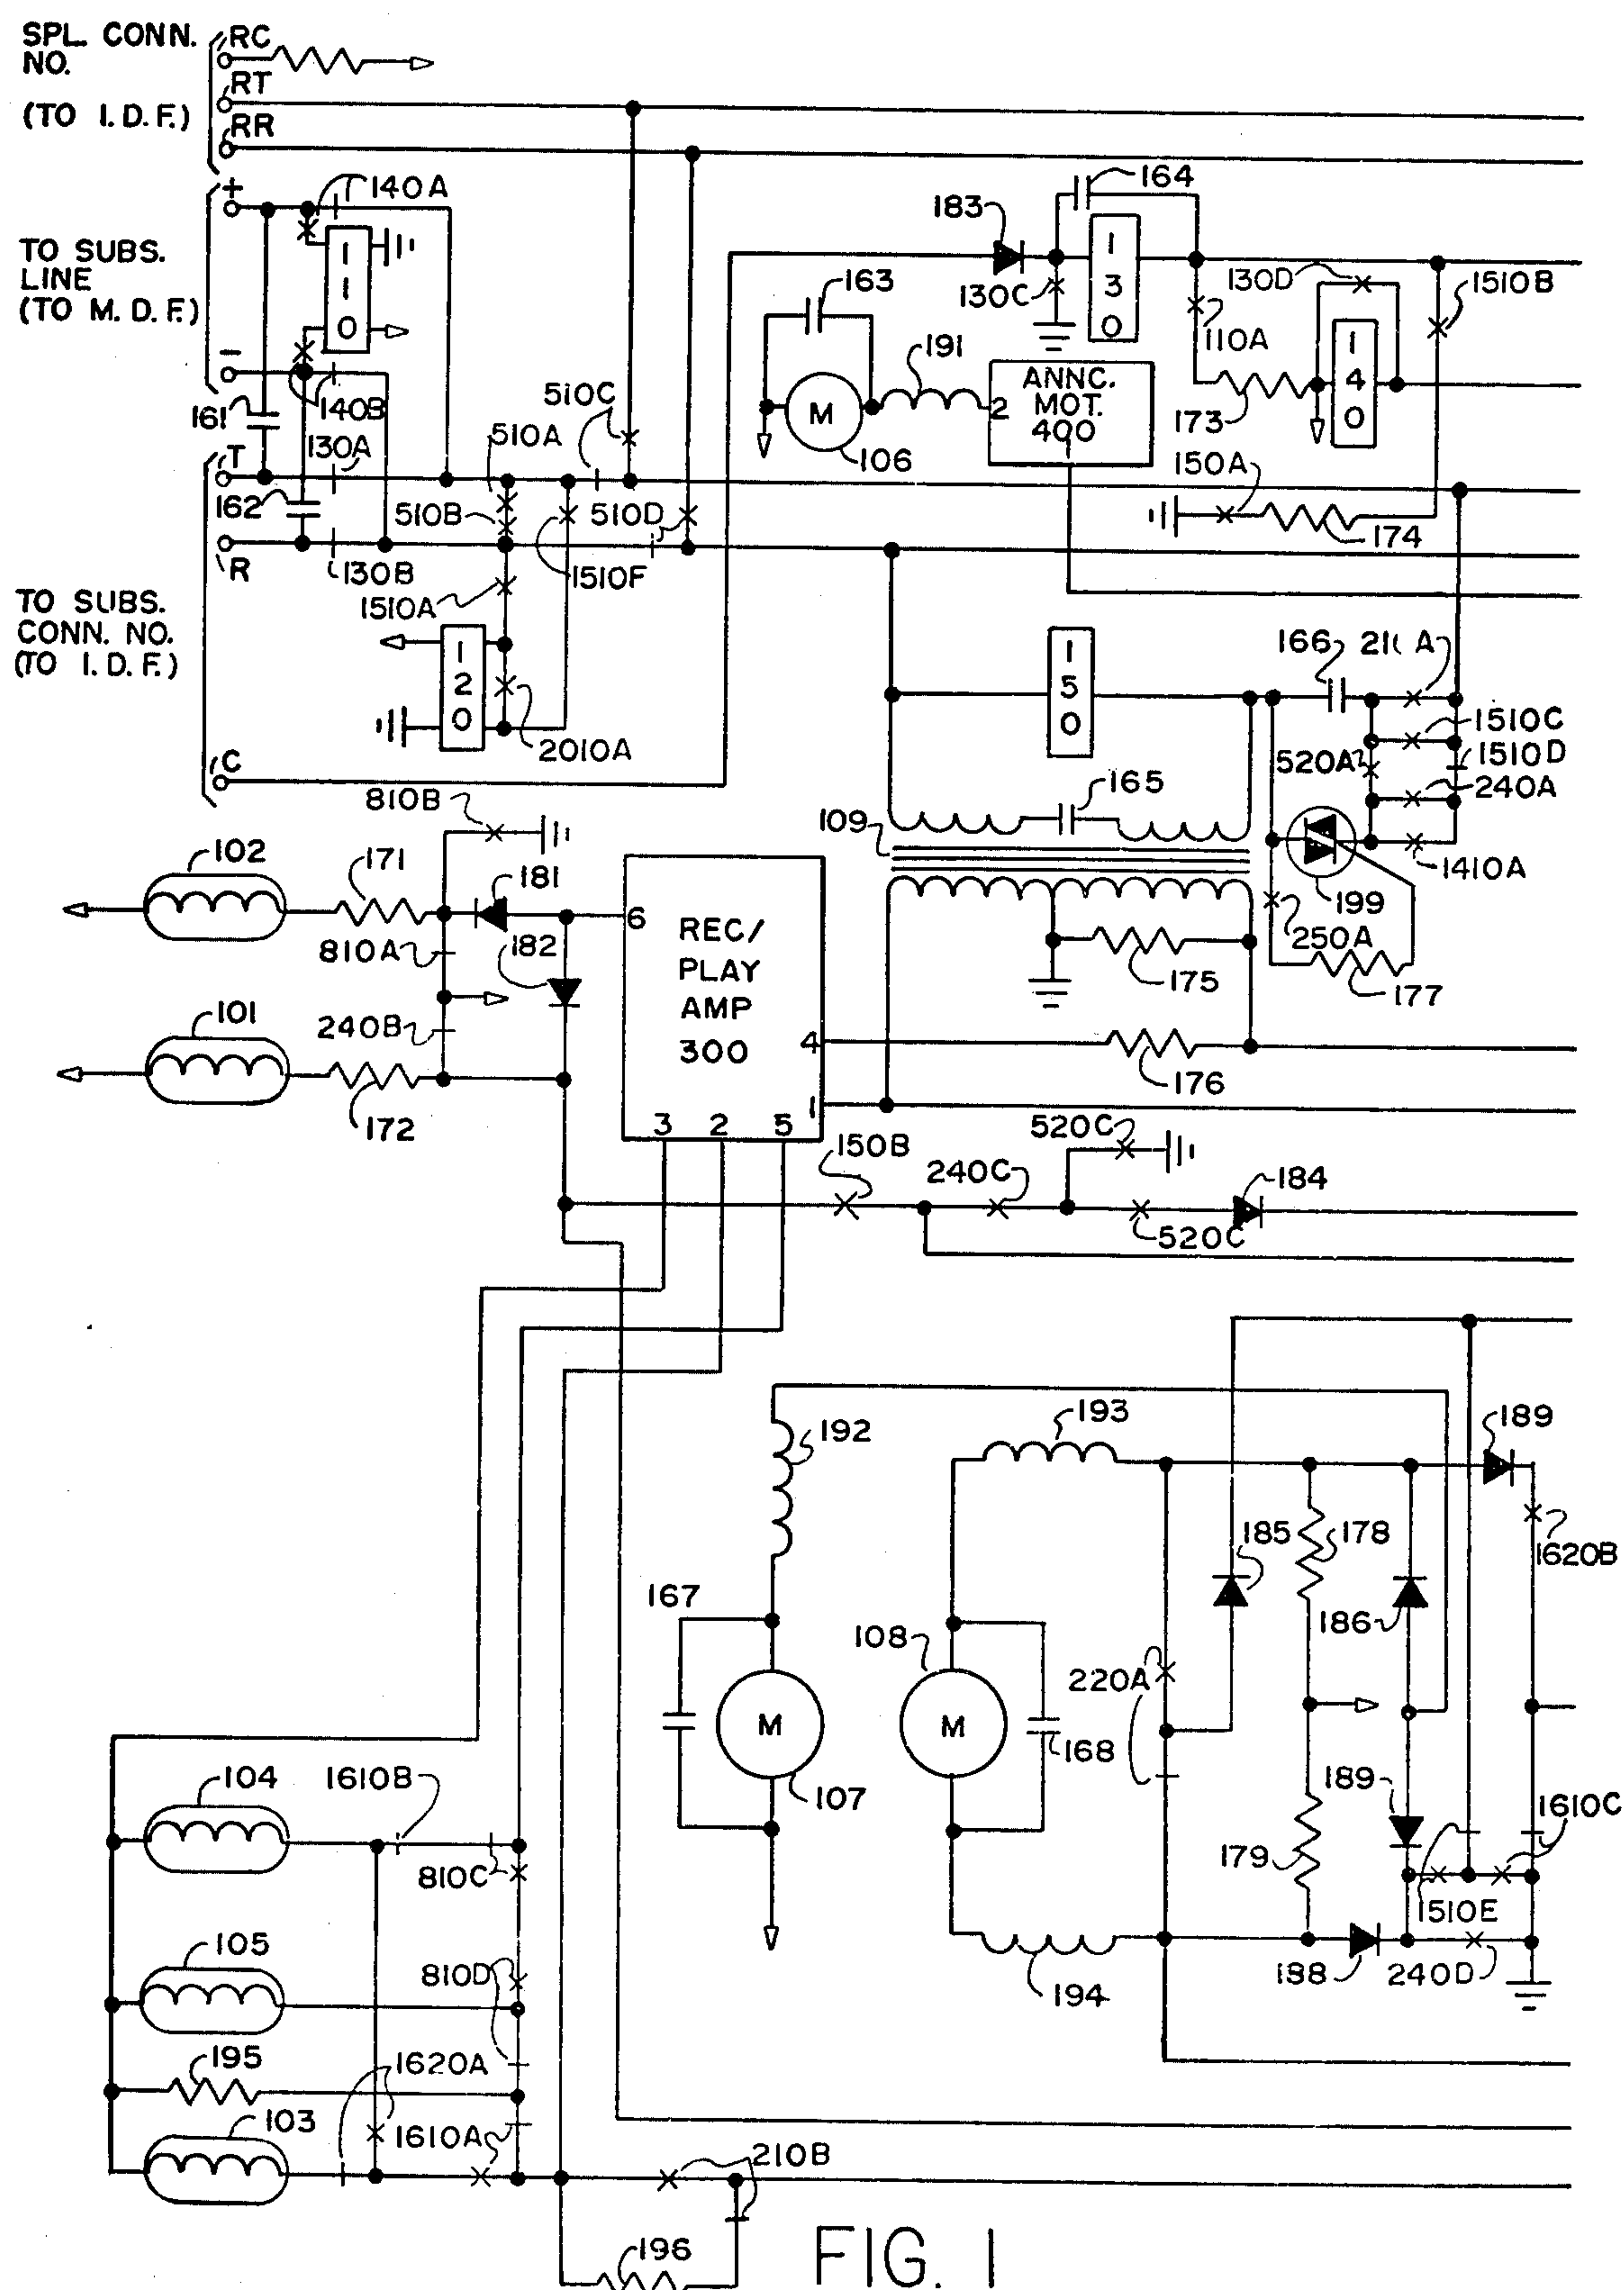 SPL. CONN.
NO.
(TO I.D.F.)
RC
RT
RR
+
140A
TO SUBS.
LINE
(TO M.D.F.)
110
−
140B
161
130A
T
162
R
130B
TO SUBS.
CONN. NO.
(TO I.D.F.)
C
510A
510B
510C
510D
1510F
1510A
120
2010A
183
164
130
130C
163
M
106
191
ANNC.
MOT.
400
2
1
110A
130D
1510B
140
173
150A
174
150
166
1510C
1510D
520A
240A
1410A
199
250A
177
109
165
175
176
810B
102
171
181
810A
182
101
240B
172
REC/
PLAY
AMP
300
6
4
1
3
2
5
150B
520C
240C
184
520C
192
193
189
185
178
1620B
186
167
108
220A
M
M
168
107
189
1610C
179
1510E
188
240D
194
104
1610B
810C
105
810D
195
1620A
103
1610A
210B
196
FIG. 1